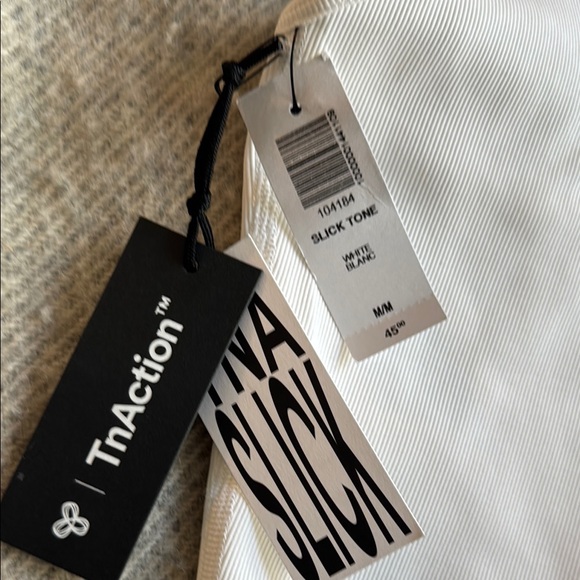 104184
SLICK TONE
WHITE
BLANC
M/M
45⁰⁰
TnAction™
TNA
SLICK